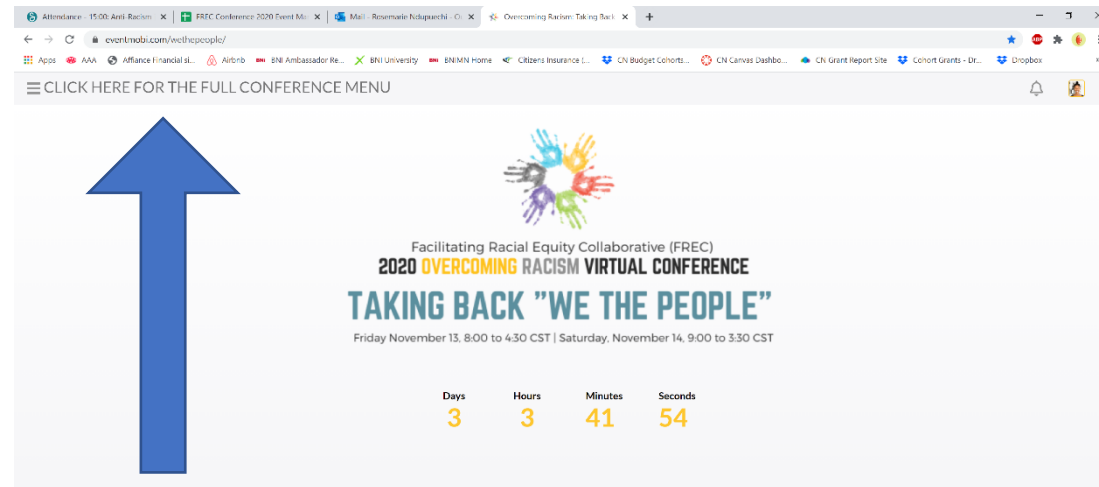 Attendance - 15:00: Anti-Racism
FREC Conference 2020 Event Mo
Mail - Rosemarie Ndupuechi - O
Overcoming Racism: Taking Back
eventmobi.com/wethepeople/
ABP
Apps
AAA
Affiance Financial si...
Airbnb
BNI Ambassador Re...
BNI University
BNIMN Home
Citizens Insurance (...
CN Budget Cohorts...
CN Canvas Dashbo...
CN Grant Report Site
Cohort Grants - Dr...
Dropbox
CLICK HERE FOR THE FULL CONFERENCE MENU
Facilitating Racial Equity Collaborative (FREC)
2020 OVERCOMING RACISM VIRTUAL CONFERENCE
TAKING BACK "WE THE PEOPLE"
Friday November 13, 8:00 to 4:30 CST | Saturday, November 14, 9:00 to 3:30 CST
Days Hours Minutes Seconds
3 3 41 54